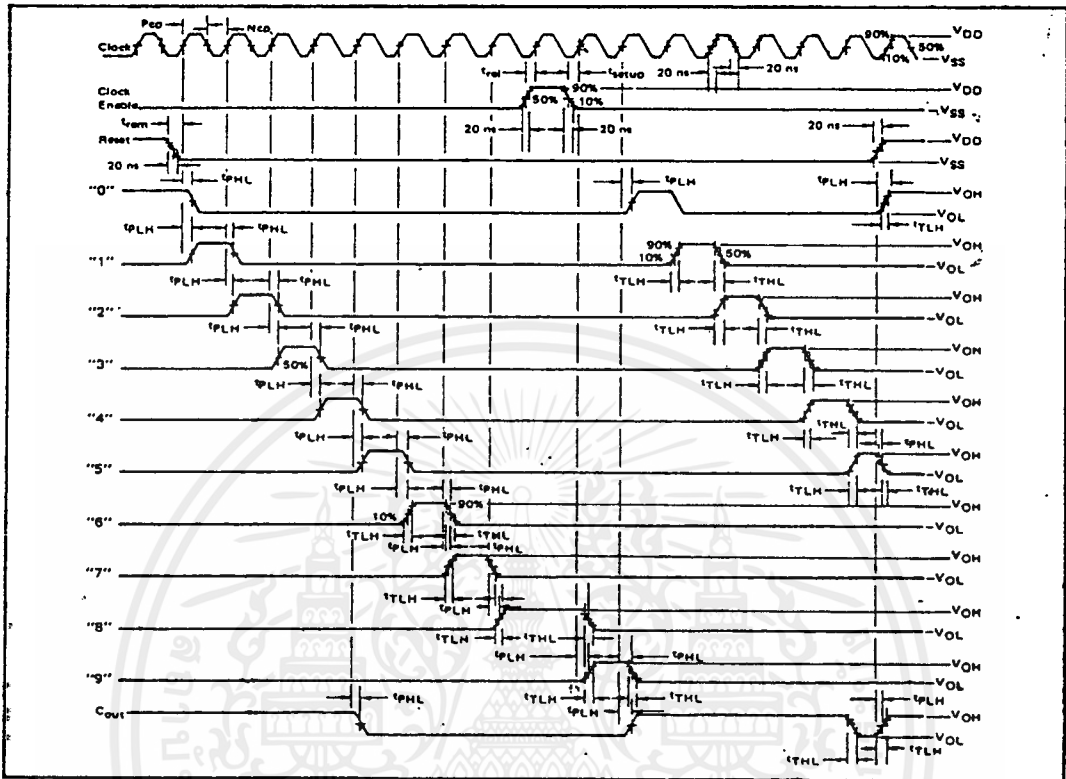 PCP NCP
Clock 90% 50% 10% VDD VSS
trel tsetup 20 ns 20 ns
Clock Enable 50% 90% 10% VDD VSS
20 ns 20 ns
trem
Reset 20 ns VDD VSS
20 ns
tPHL tPLH tPLH
"0" VOH VOL
tPLH tPHL tTLH
"1" 90% 10% 50% VOH VOL
tPLH tPHL tTLH tTHL
"2" VOH VOL
tPLH tPHL tTLH tTHL
"3" 50% VOH VOL
tPLH tPHL tTLH tTHL
"4" VOH VOL
tPLH tPHL tTLH tTHL tPHL
"5" VOH VOL
tPLH tPHL tTLH tTHL
"6" 10% 90% VOH VOL
tTLH tTHL
tPLH tPHL
"7" VOH VOL
tTLH tPLH
"8" VOH VOL
tTLH tTHL
tPLH tPHL
"9" VOH VOL
tTLH tTHL
tPHL tPLH tPLH
Cout VOH VOL
tTHL tTLH